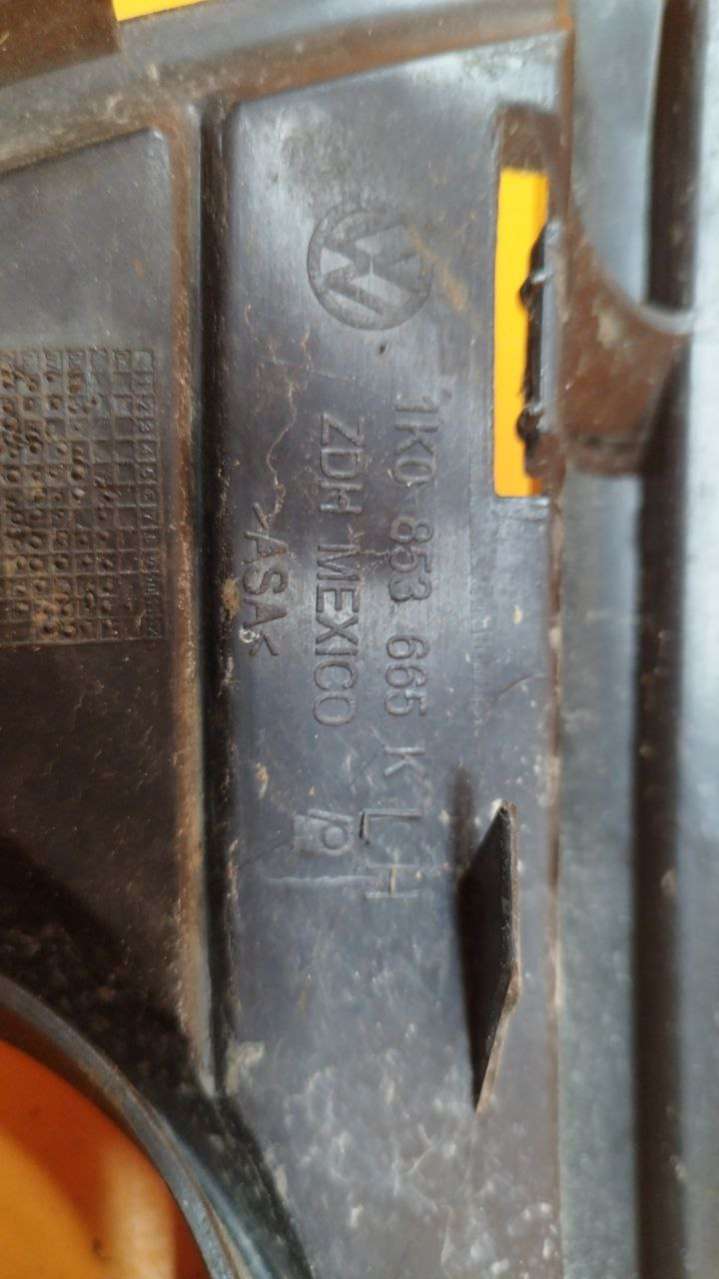 1K0 853 665 K LH
ZDH MEXICO
>ASA<